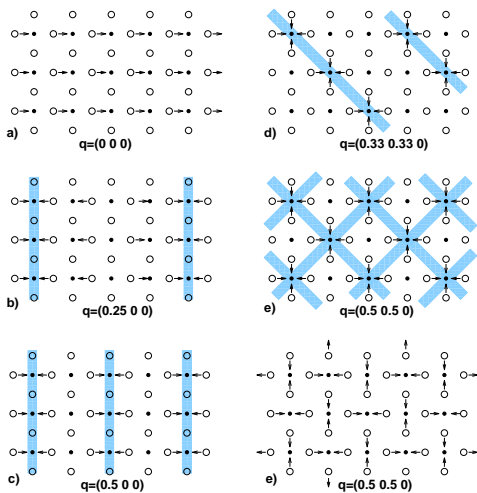 a)
q=(0 0 0)
d)
q=(0.33 0.33 0)
b)
q=(0.25 0 0)
e)
q=(0.5 0.5 0)
c)
q=(0.5 0 0)
e)
q=(0.5 0.5 0)